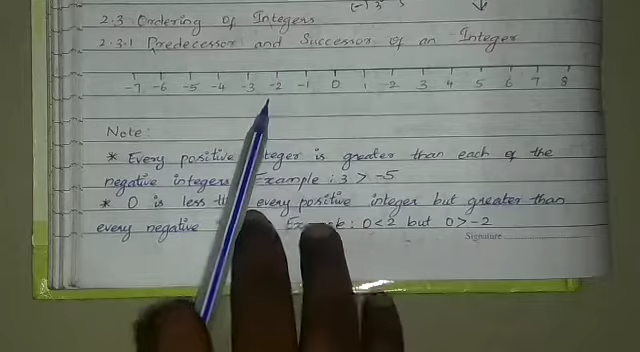 2.3 Ordering Of Integers
2.3.1 Predecessor and Successor of an Integer
-7 -6 -5 -4 -3 -2 -1 0 1 2 3 4 5 6 7 8
Note:
* Every positive teger is greater than each of the
negative integers Example : 3 > -5
* 0 is less th every positive integer but greater than
every negative Example : 0 < 2 but 0 > -2
Signature